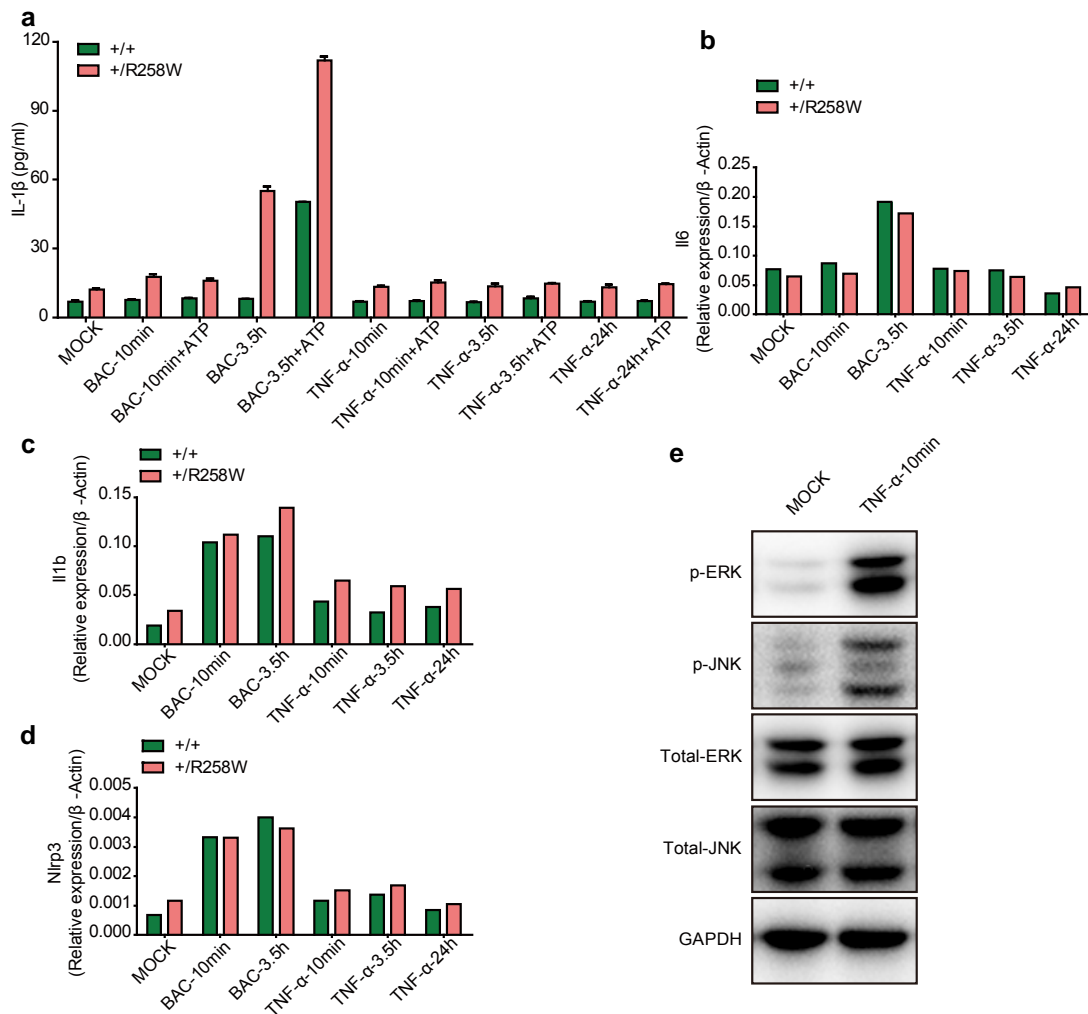 a
+/+
+/R258W
IL-1β (pg/ml)
120
90
60
30
0
MOCK
BAC-10min
BAC-10min+ATP
BAC-3.5h
BAC-3.5h+ATP
TNF-α-10min
TNF-α-10min+ATP
TNF-α-3.5h
TNF-α-3.5h+ATP
TNF-α-24h
TNF-α-24h+ATP
b
+/+
+/R258W
Il6
(Relative expression/β -Actin)
0.25
0.20
0.15
0.10
0.05
0.00
MOCK
BAC-10min
BAC-3.5h
TNF-α-10min
TNF-α-3.5h
TNF-α-24h
c
+/+
+/R258W
Il1b
(Relative expression/β -Actin)
0.15
0.10
0.05
0.00
MOCK
BAC-10min
BAC-3.5h
TNF-α-10min
TNF-α-3.5h
TNF-α-24h
d
+/+
+/R258W
Nlrp3
(Relative expression/β -Actin)
0.005
0.004
0.003
0.002
0.001
0.000
MOCK
BAC-10min
BAC-3.5h
TNF-α-10min
TNF-α-3.5h
TNF-α-24h
e
MOCK
TNF-α-10min
p-ERK
p-JNK
Total-ERK
Total-JNK
GAPDH